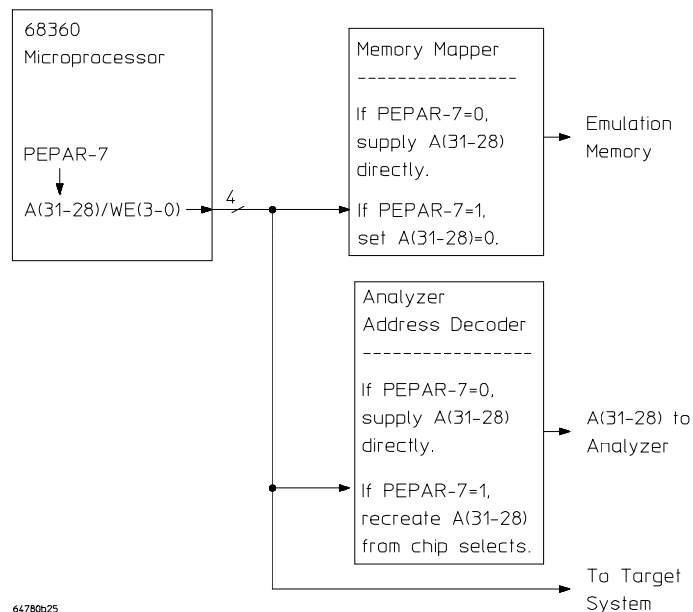 68360
Microprocessor
PEPAR-7
A(31-28)/WE(3-0)
4
Memory Mapper
----------------
If PEPAR-7=0,
supply A(31-28)
directly.
If PEPAR-7=1,
set A(31-28)=0.
Emulation
Memory
Analyzer
Address Decoder
-----------------
If PEPAR-7=0,
supply A(31-28)
directly.
If PEPAR-7=1,
recreate A(31-28)
from chip selects.
A(31-28) to
Analyzer
To Target
System
64780b25